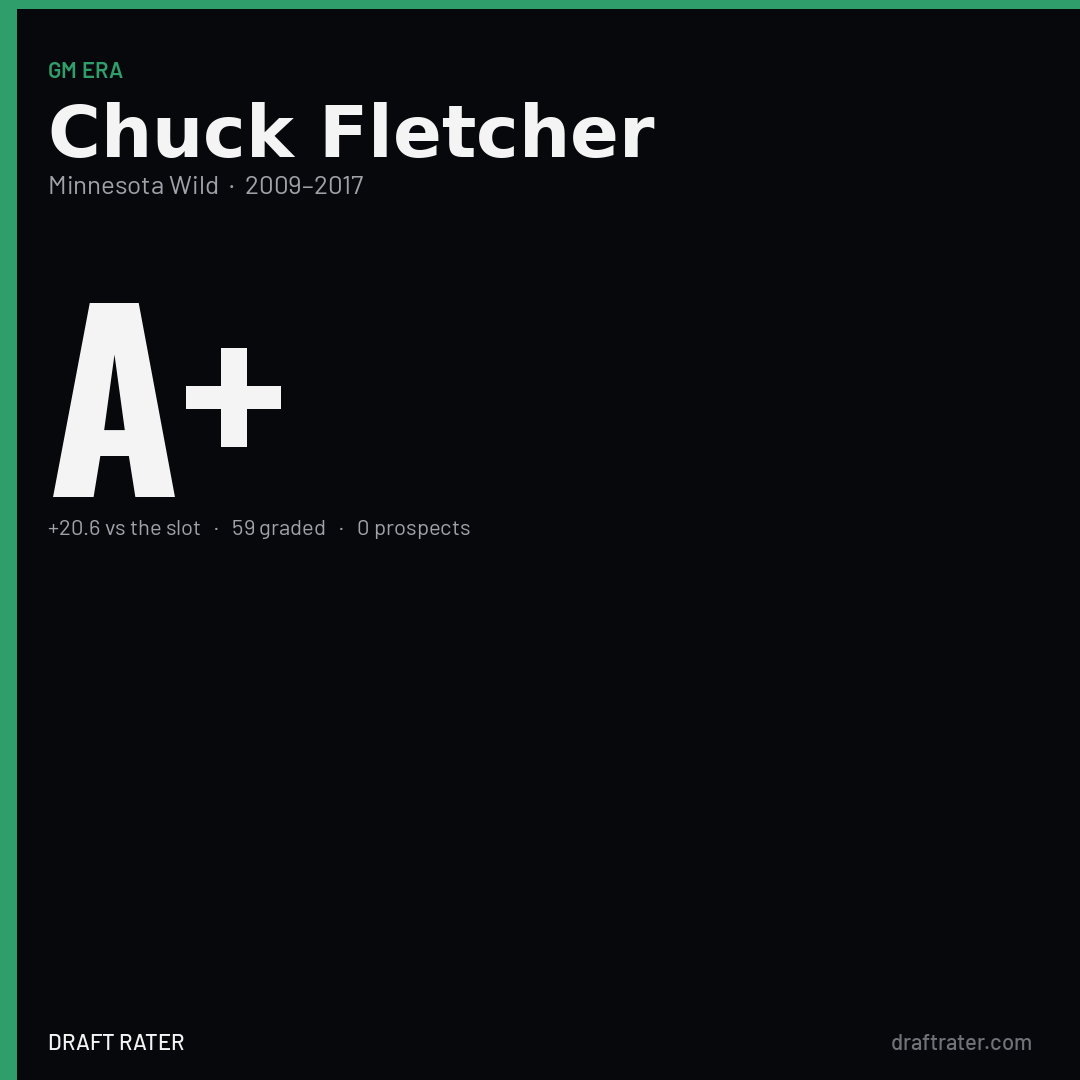 GM ERA
Chuck Fletcher
Minnesota Wild · 2009–2017
A+
+20.6 vs the slot · 59 graded · 0 prospects
DRAFT RATER
draftrater.com